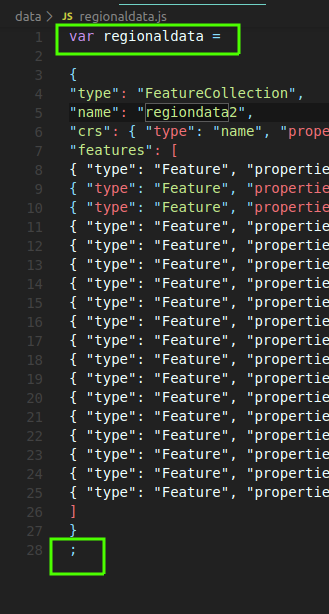 data > JS regionaldata.js
1 var regionaldata =
2
3 {
4 "type": "FeatureCollection",
5 "name": "regiondata2",
6 "crs": { "type": "name", "prope
7 "features": [
8 { "type": "Feature", "propertie
9 { "type": "Feature", "propertie
10 { "type": "Feature", "propertie
11 { "type": "Feature", "propertie
12 { "type": "Feature", "propertie
13 { "type": "Feature", "propertie
14 { "type": "Feature", "propertie
15 { "type": "Feature", "propertie
16 { "type": "Feature", "propertie
17 { "type": "Feature", "propertie
18 { "type": "Feature", "propertie
19 { "type": "Feature", "propertie
20 { "type": "Feature", "propertie
21 { "type": "Feature", "propertie
22 { "type": "Feature", "propertie
23 { "type": "Feature", "propertie
24 { "type": "Feature", "propertie
25 { "type": "Feature", "propertie
26 ]
27 }
28 ;